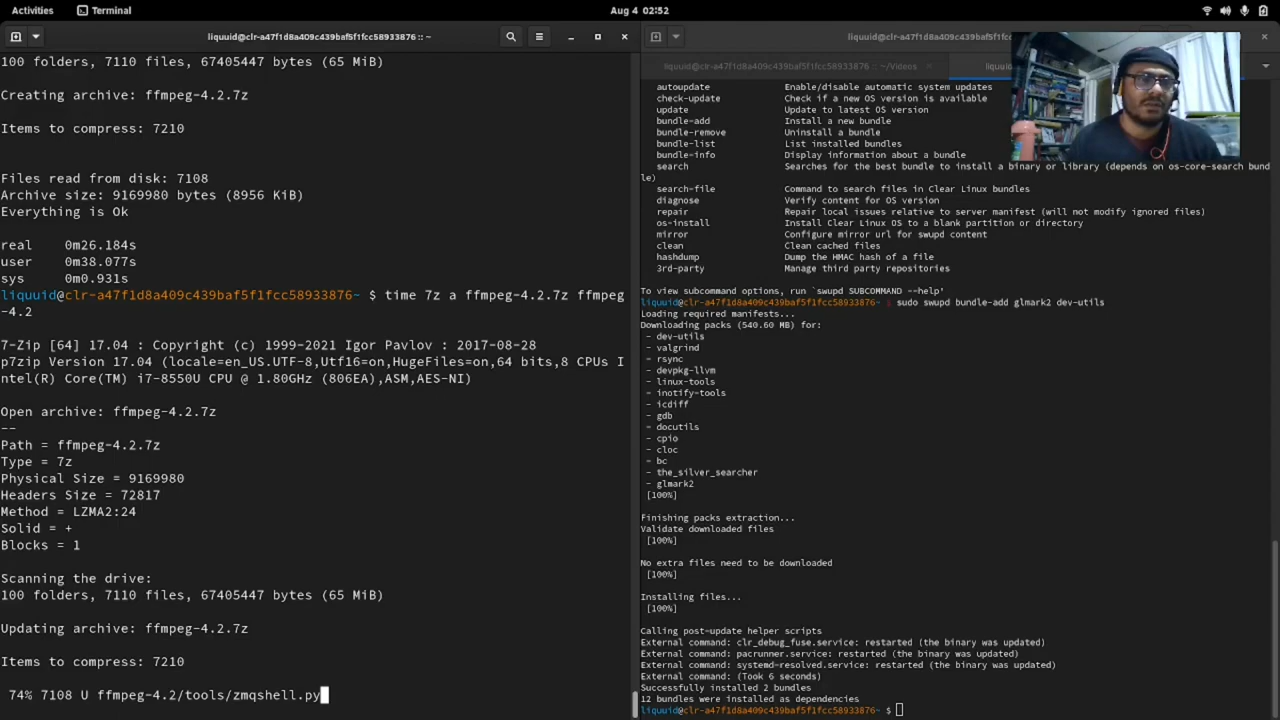 Activities
Terminal
Aug 4 02:52
liquuid@clr-a47f1d8a409c439baf5f1fcc58933876:: ~
100 folders, 7110 files, 67405447 bytes (65 MiB)
Creating archive: ffmpeg-4.2.7z
Items to compress: 7210
Files read from disk: 7108
Archive size: 9169980 bytes (8956 KiB)
Everything is Ok
real 0m26.184s
user 0m38.077s
sys 0m0.931s
liquuid@clr-a47f1d8a409c439baf5f1fcc58933876~ $ time 7z a ffmpeg-4.2.7z ffmpeg
-4.2
7-Zip [64] 17.04 : Copyright (c) 1999-2021 Igor Pavlov : 2017-08-28
p7zip Version 17.04 (locale=en_US.UTF-8,Utf16=on,HugeFiles=on,64 bits,8 CPUs I
ntel(R) Core(TM) i7-8550U CPU @ 1.80GHz (806EA),ASM,AES-NI)
Open archive: ffmpeg-4.2.7z
--
Path = ffmpeg-4.2.7z
Type = 7z
Physical Size = 9169980
Headers Size = 72817
Method = LZMA2:24
Solid = +
Blocks = 1
Scanning the drive:
100 folders, 7110 files, 67405447 bytes (65 MiB)
Updating archive: ffmpeg-4.2.7z
Items to compress: 7210
74% 7108 U ffmpeg-4.2/tools/zmqshell.py
liquuid@clr-a47f1d8a409c439baf5f1fcc
liquuid@clr-a47f1d8a409c439baf5f1fcc58933876:: ~/Videos
autoupdate Enable/disable automatic system updates
check-update Check if a new OS version is available
update Update to latest OS version
bundle-add Install a new bundle
bundle-remove Uninstall a bundle
bundle-list List installed bundles
bundle-info Display information about a bundle
search Searches for the best bundle to install a binary or library (depends on os-core-search bund
le)
search-file Command to search files in Clear Linux bundles
diagnose Verify content for OS version
repair Repair local issues relative to server manifest (will not modify ignored files)
os-install Install Clear Linux OS to a blank partition or directory
mirror Configure mirror url for swupd content
clean Clean cached files
hashdump Dump the HMAC hash of a file
3rd-party Manage third party repositories
To view subcommand options, run `swupd SUBCOMMAND --help'
liquuid@clr-a47f1d8a409c439baf5f1fcc58933876~ $ sudo swupd bundle-add glmark2 dev-utils
Loading required manifests...
Downloading packs (540.60 MB) for:
- dev-utils
- valgrind
- rsync
- devpkg-llvm
- linux-tools
- inotify-tools
- icdiff
- gdb
- docutils
- cpio
- cloc
- bc
- the_silver_searcher
- glmark2
[100%]
Finishing packs extraction...
Validate downloaded files
[100%]
No extra files need to be downloaded
[100%]
Installing files...
[100%]
Calling post-update helper scripts
External command: clr_debug_fuse.service: restarted (the binary was updated)
External command: pacrunner.service: restarted (the binary was updated)
External command: systemd-resolved.service: restarted (the binary was updated)
External command: (Took 6 seconds)
Successfully installed 2 bundles
12 bundles were installed as dependencies
liquuid@clr-a47f1d8a409c439baf5f1fcc58933876~ $